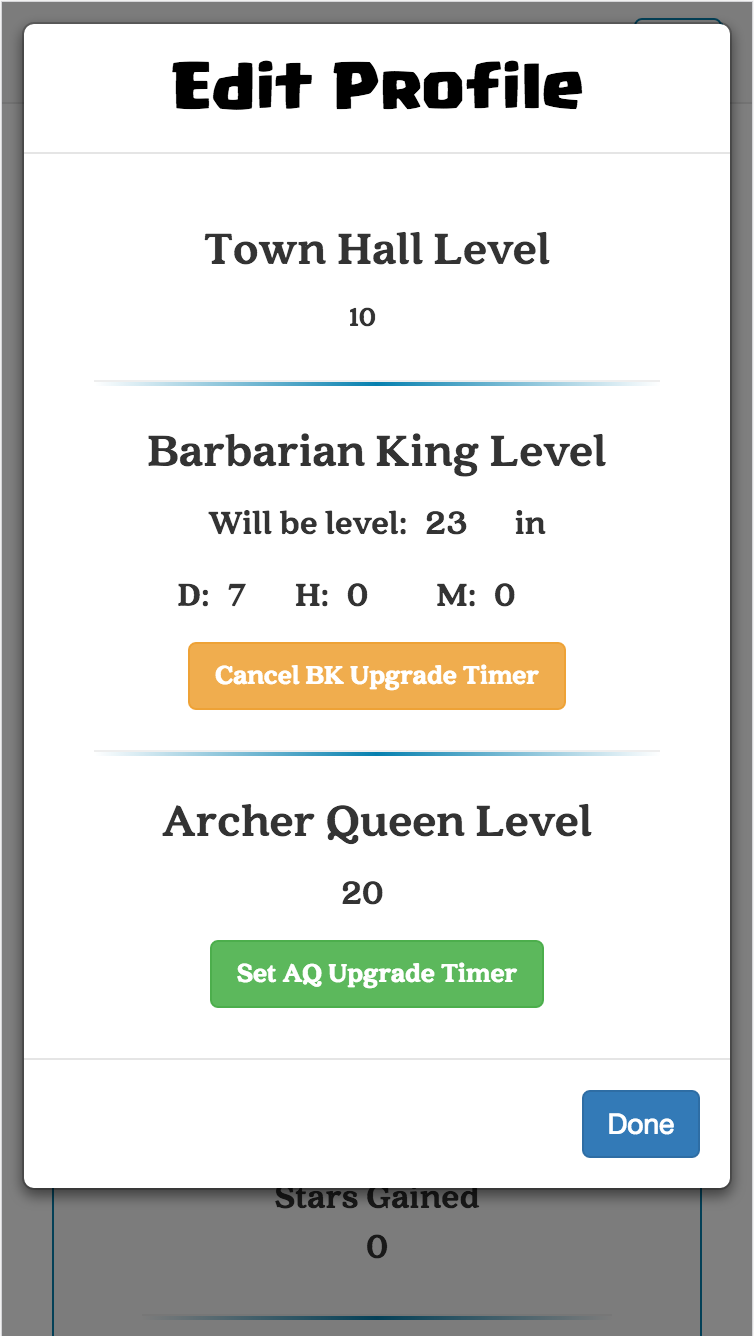 Edit Profile
Town Hall Level
10
Barbarian King Level
Will be level: 23 in
D: 7 H: 0 M: 0
Cancel BK Upgrade Timer
Archer Queen Level
20
Set AQ Upgrade Timer
Done
Stars Gained
0